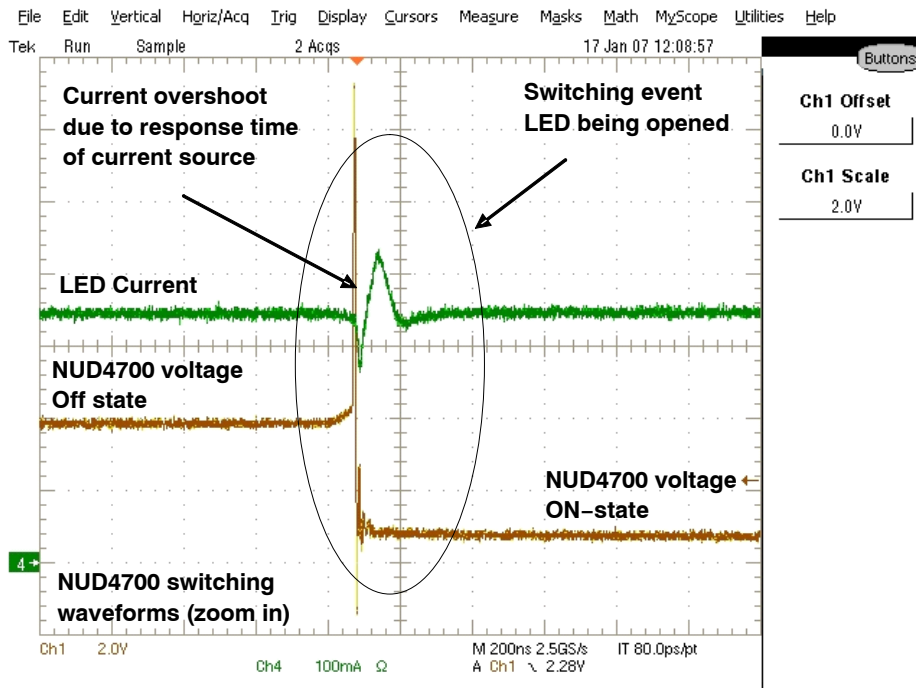 File Edit Vertical Horiz/Acq Trig Display Cursors Measure Masks Math MyScope Utilities Help
Tek Run Sample 2 Acqs 17 Jan 07 12:08:57
Buttons
Current overshoot
due to response time
of current source
Switching event
LED being opened
Ch1 Offset
0.0V
Ch1 Scale
2.0V
LED Current
NUD4700 voltage
Off state
NUD4700 voltage
ON−state
4
NUD4700 switching
waveforms (zoom in)
Ch1 2.0V M 200ns 2.5GS/s IT 80.0ps/pt
Ch4 100mA Ω A Ch1 ∖ 2.28V